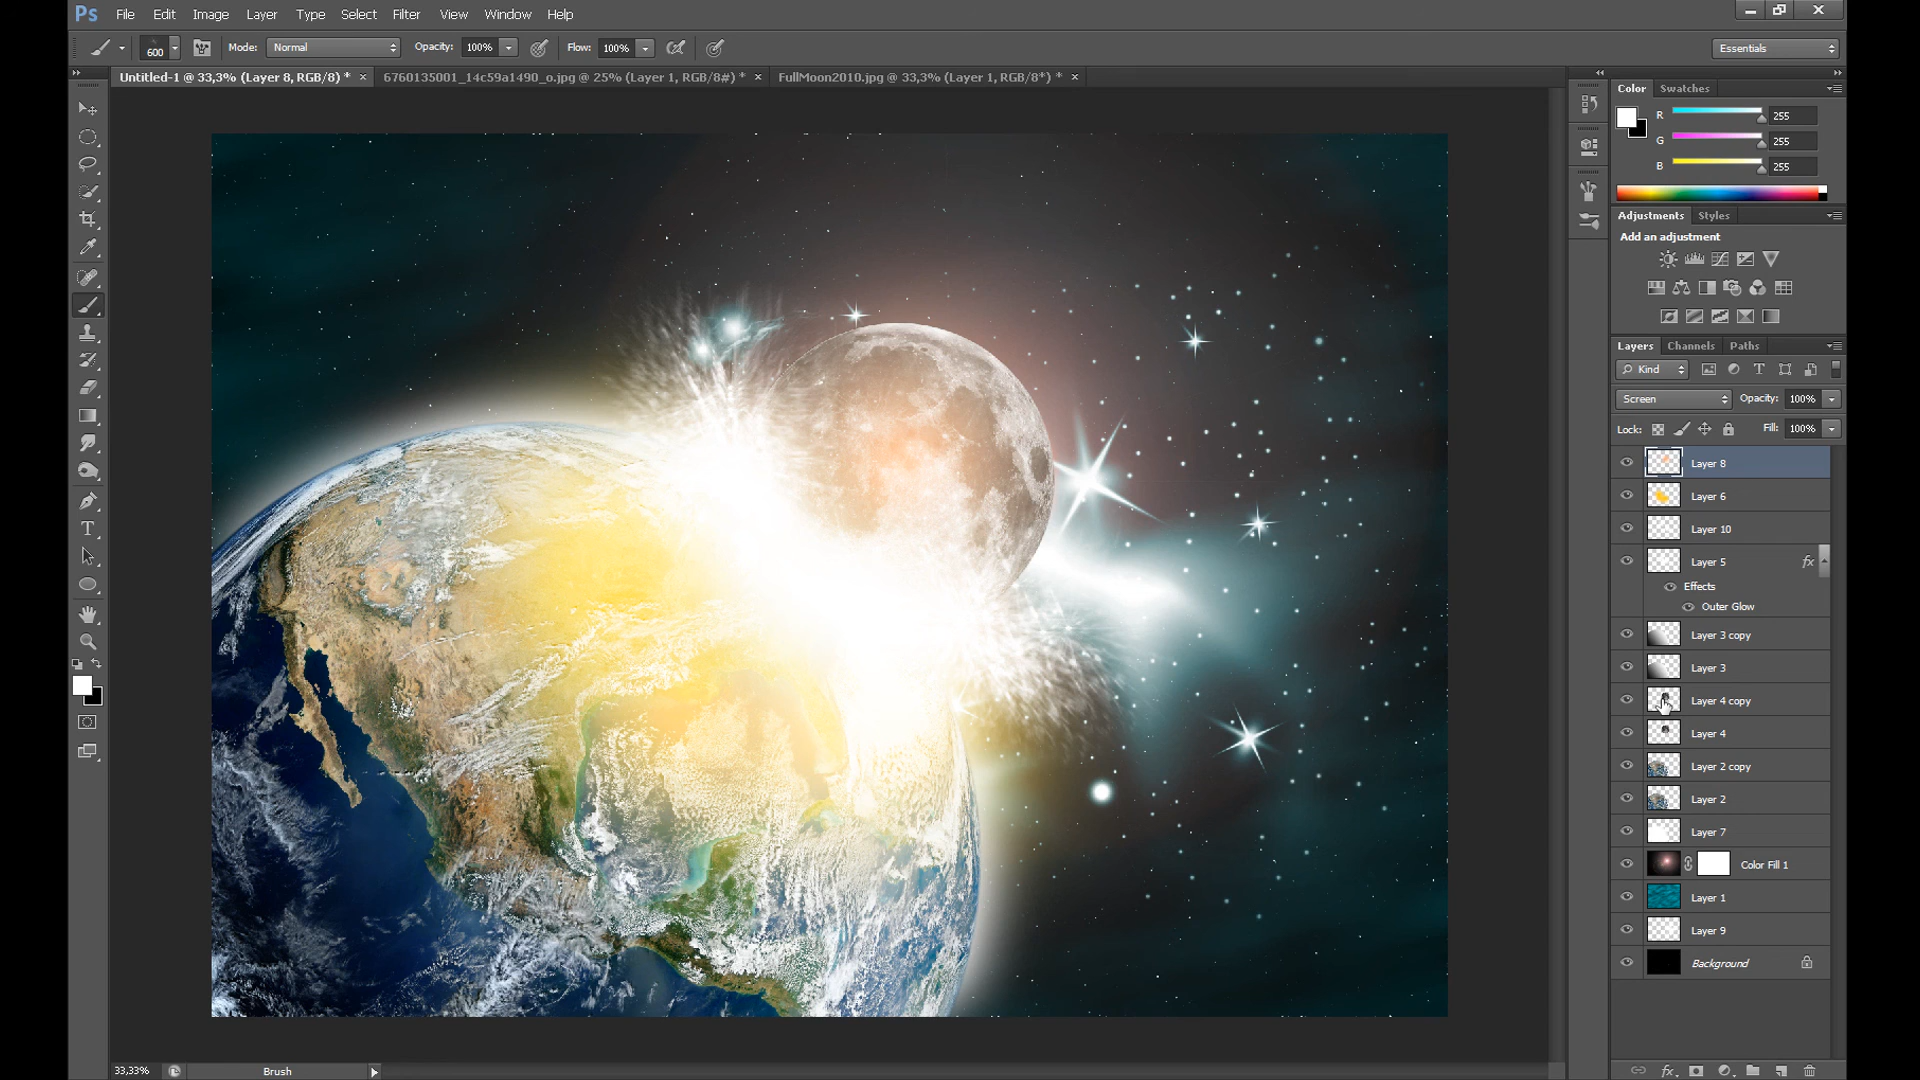 Ps File Edit Image Layer Type Select Filter View Window Help
600 Mode: Normal Opacity: 100% Flow: 100% Essentials
Untitled-1 @ 33,3% (Layer 8, RGB/8) * × 6760135001_14c59a1490_o.jpg @ 25% (Layer 1, RGB/8#) * × FullMoon2010.jpg @ 33,3% (Layer 1, RGB/8*) * ×
Color Swatches
R 255
G 255
B 255
Adjustments Styles
Add an adjustment
Layers Channels Paths
Kind
Screen Opacity: 100%
Lock: Fill: 100%
Layer 8
Layer 6
Layer 10
Layer 5 fx
Effects
Outer Glow
Layer 3 copy
Layer 3
Layer 4 copy
Layer 4
Layer 2 copy
Layer 2
Layer 7
Color Fill 1
Layer 1
Layer 9
Background
33,33% Brush
fx